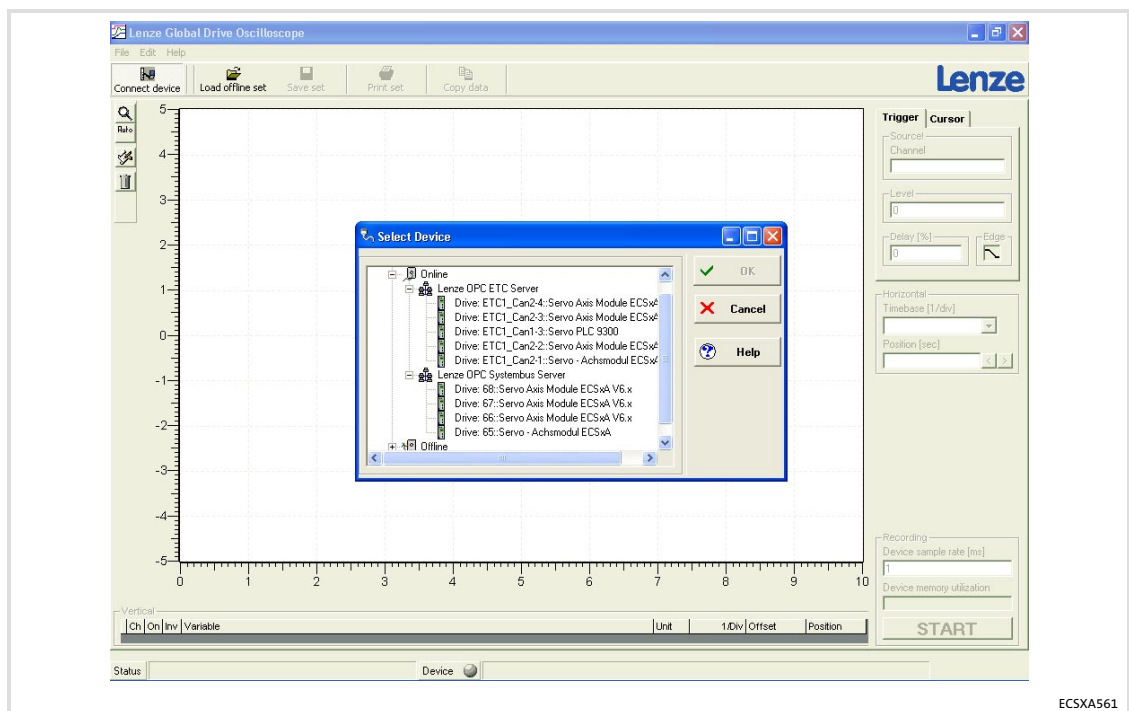 Lenze Global Drive Oscilloscope
File Edit Help
Connect device Load offline set Save set Print set Copy data
Lenze
Auto
5
4
3
2
1
0
-1
-2
-3
-4
-5
0 1 2 3 4 5 6 7 8 9 10
Select Device
Online
Lenze OPC ETC Server
Drive: ETC1_Can2-4::Servo Axis Module ECSxA
Drive: ETC1_Can2-3::Servo Axis Module ECSxA
Drive: ETC1_Can1-3::Servo PLC 9300
Drive: ETC1_Can2-2::Servo Axis Module ECSxA
Drive: ETC1_Can2-1::Servo - Achsmodul ECSxA
Lenze OPC Systembus Server
Drive: 68::Servo Axis Module ECSxA V6.x
Drive: 67::Servo Axis Module ECSxA V6.x
Drive: 66::Servo Axis Module ECSxA V6.x
Drive: 65::Servo - Achsmodul ECSxA
Offline
OK
Cancel
Help
Trigger Cursor
Source
Channel
Level
0
Delay [%] Edge
0
Horizontal
Timebase [1/div]
Position [sec]
< >
Recording
Device sample rate [ms]
1
Device memory utilization
START
Vertical
Ch On Inv Variable Unit 1/Div Offset Position
Status Device
ECSXA561